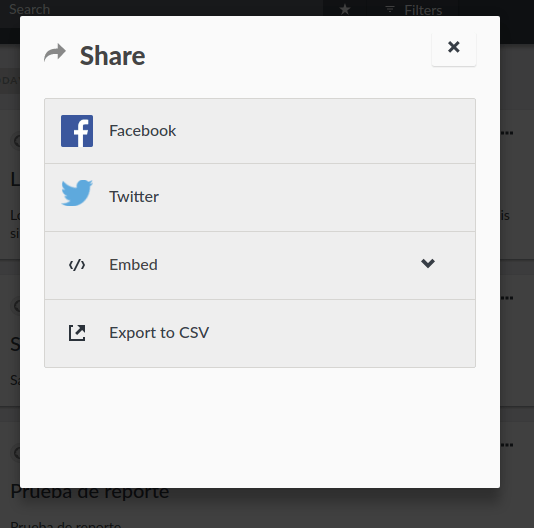 Search
Filters
Share
Facebook
Twitter
Embed
Export to CSV
Prueba de reporte
Prueba de reporte